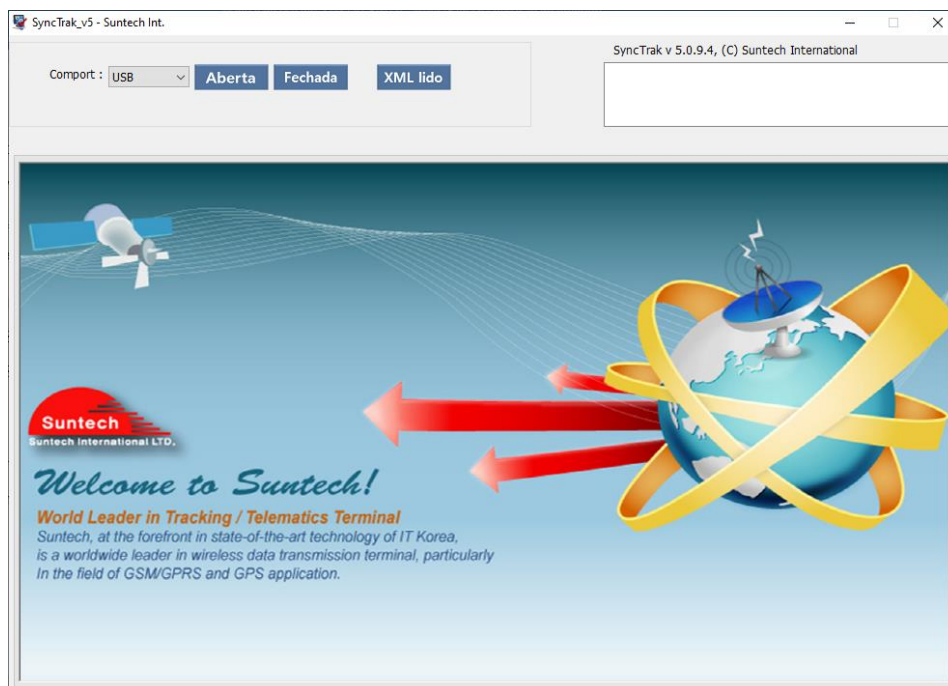 SyncTrak_v5 - Suntech Int.
SyncTrak v 5.0.9.4, (C) Suntech International
Comport : USB Aberta Fechada XML lido
Suntech
Suntech International LTD.
Welcome to Suntech!
World Leader in Tracking / Telematics Terminal
Suntech, at the forefront in state-of-the-art technology of IT Korea,
is a worldwide leader in wireless data transmission terminal, particularly
In the field of GSM/GPRS and GPS application.